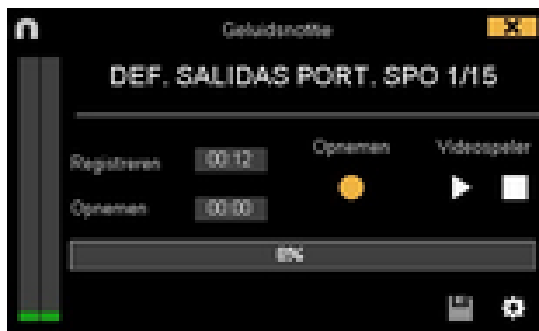 Geluidsnotitie
DEF. SALIDAS PORT. SPO 1/15
Opnemen Videospeler
Registreren 00:12
Opnemen 00:00
0%